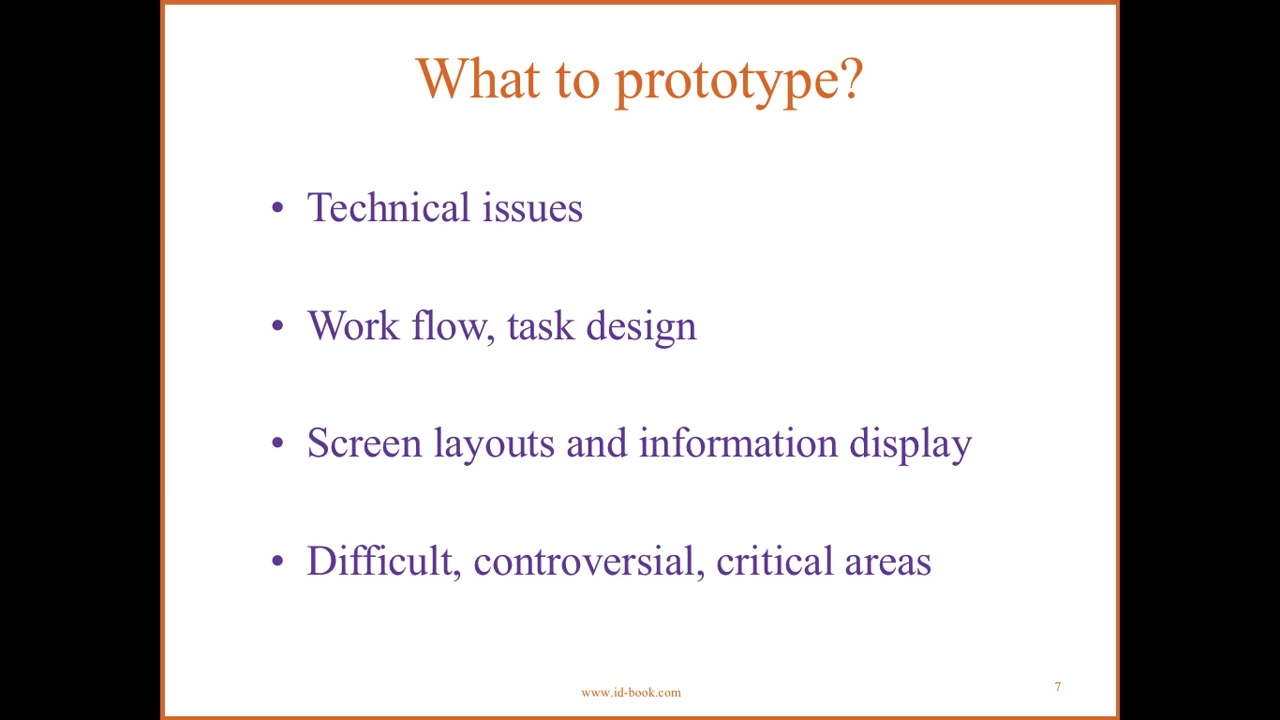 What to prototype?
• Technical issues
• Work flow, task design
• Screen layouts and information display
• Difficult, controversial, critical areas
www.id-book.com
7